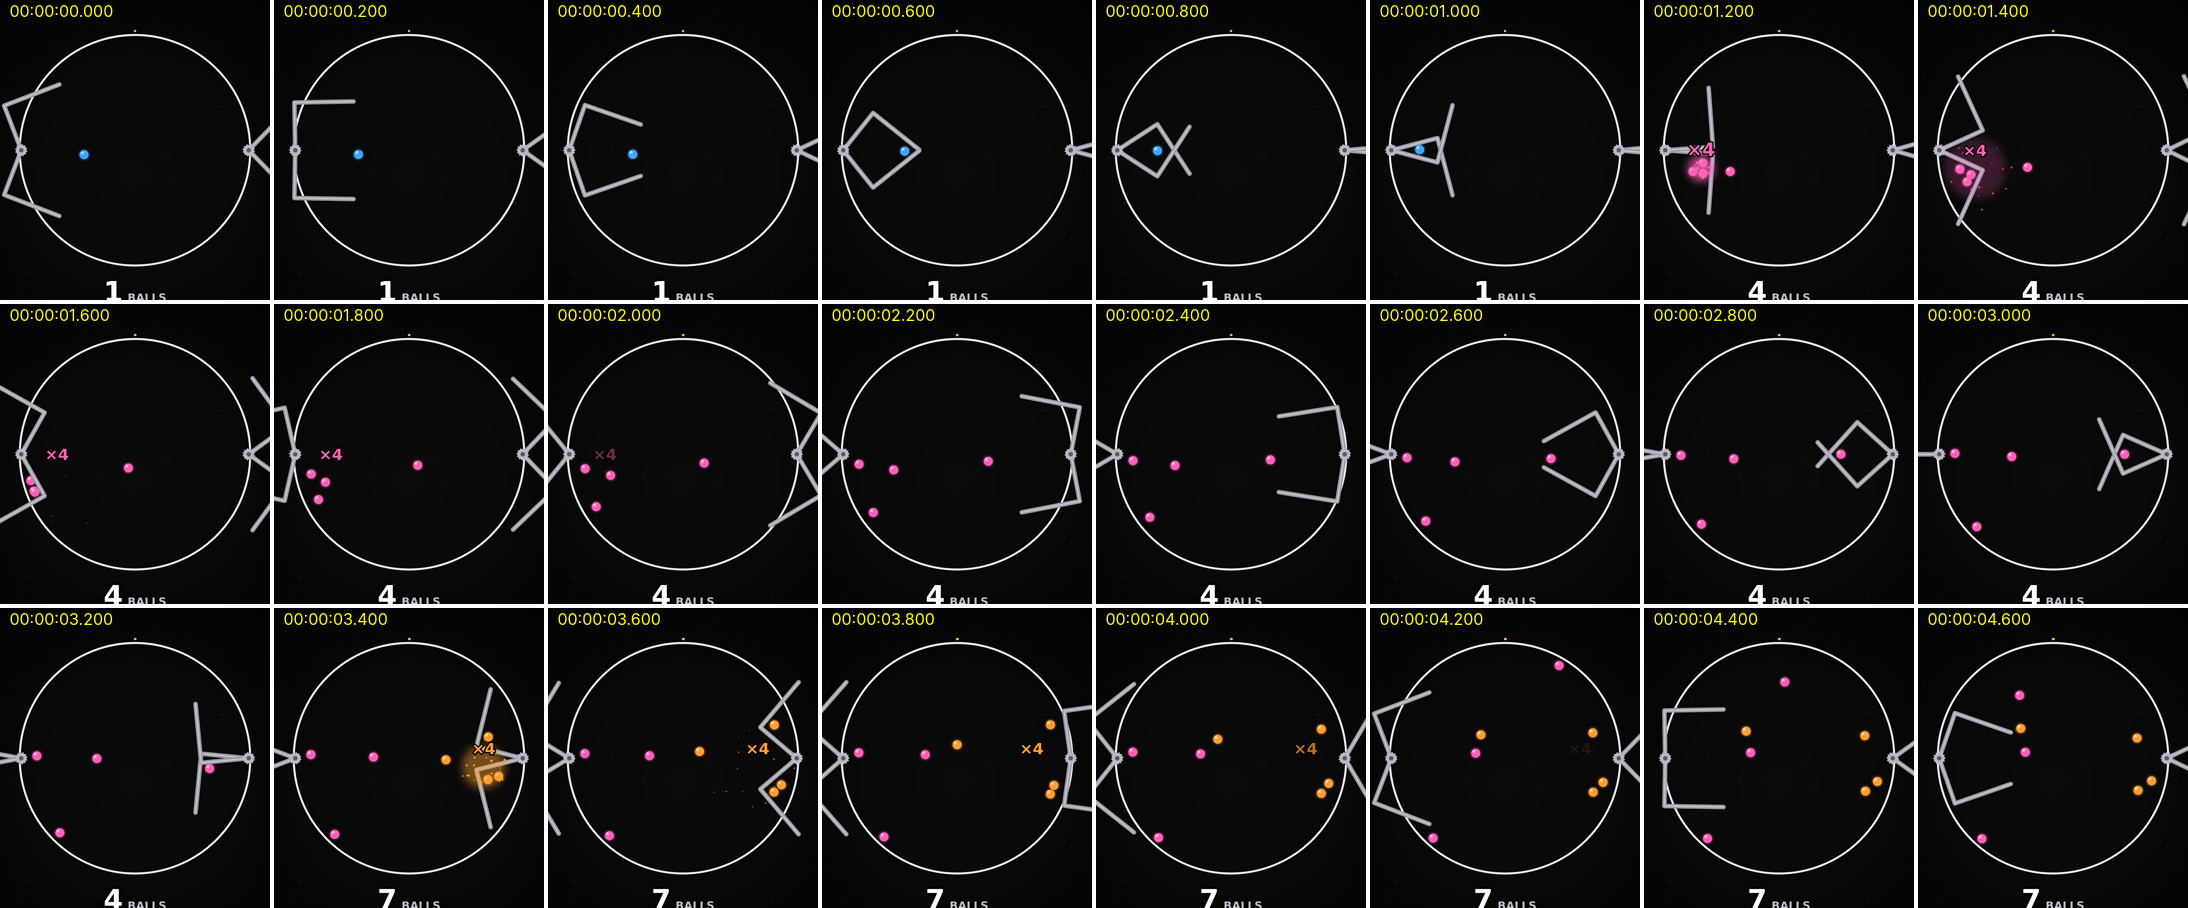 00:00:00.000
00:00:00.200
00:00:00.400
00:00:00.600
00:00:00.800
00:00:01.000
00:00:01.200
00:00:01.400
×4
×4
1 BALLS
1 BALLS
1 BALLS
1 BALLS
1 BALLS
1 BALLS
4 BALLS
4 BALLS
00:00:01.600
00:00:01.800
00:00:02.000
00:00:02.200
00:00:02.400
00:00:02.600
00:00:02.800
00:00:03.000
×4
×4
×4
4 BALLS
4 BALLS
4 BALLS
4 BALLS
4 BALLS
4 BALLS
4 BALLS
4 BALLS
00:00:03.200
00:00:03.400
00:00:03.600
00:00:03.800
00:00:04.000
00:00:04.200
00:00:04.400
00:00:04.600
×4
×4
×4
×4
×4
4 BALLS
7 BALLS
7 BALLS
7 BALLS
7 BALLS
7 BALLS
7 BALLS
7 BALLS